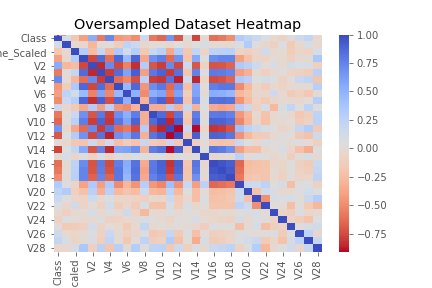 Oversampled Dataset Heatmap
Class
ne_Scaled
V2
V4
V6
V8
V10
V12
V14
V16
V18
V20
V22
V24
V26
V28
Class
caled
V2
V4
V6
V8
V10
V12
V14
V16
V18
V20
V22
V24
V26
V28
1.00
0.75
0.50
0.25
0.00
−0.25
−0.50
−0.75